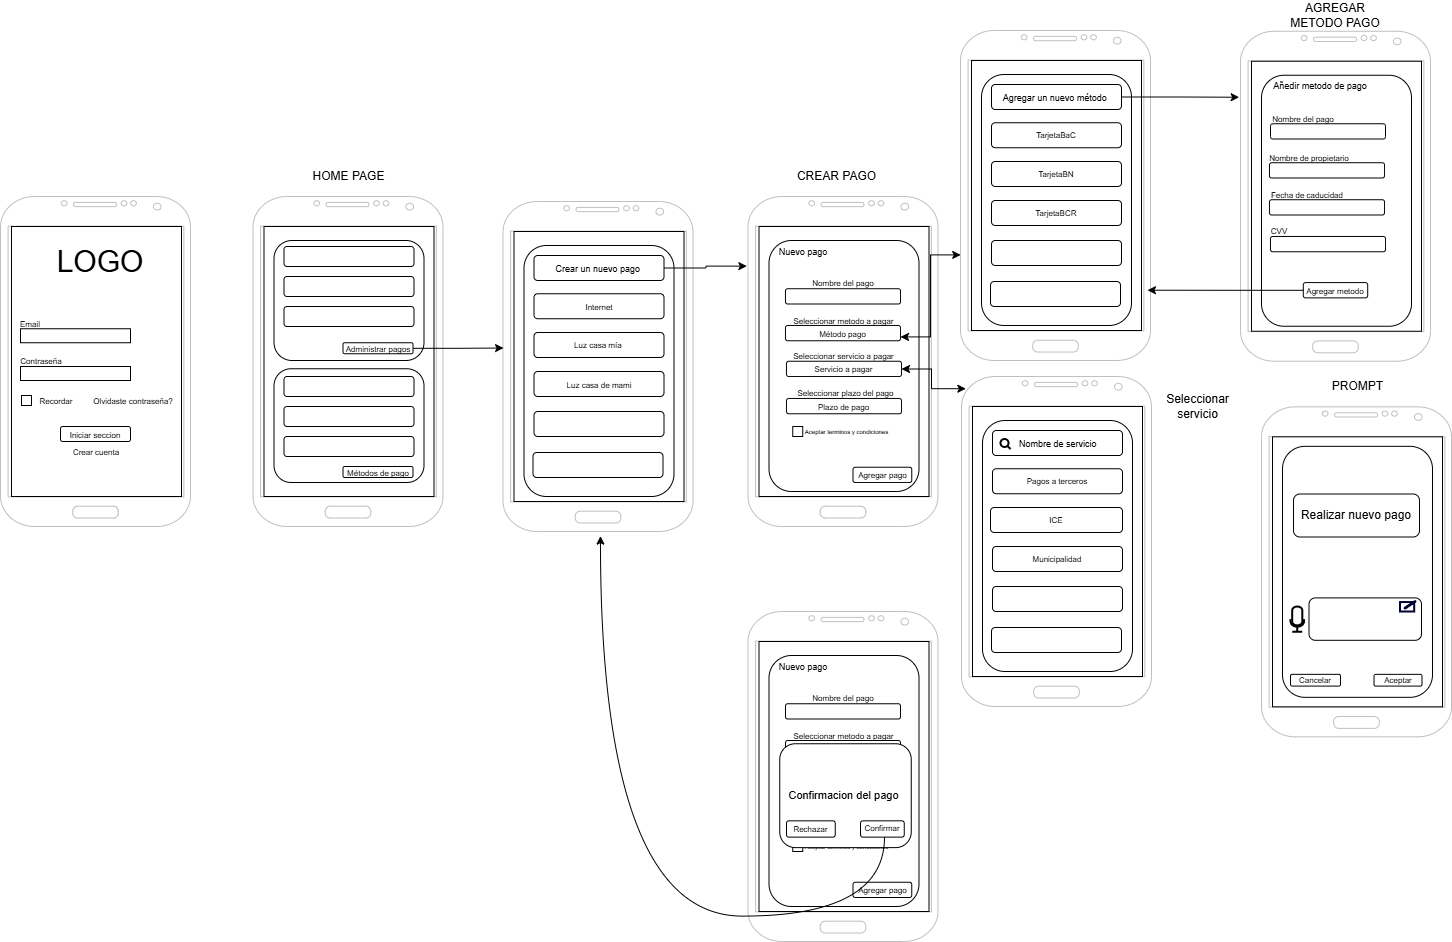 LOGO
Email
Contraseña
Recordar
Olvidaste contraseña?
Iniciar seccion
Crear cuenta
HOME PAGE
Administrar pagos
Métodos de pago
Crear un nuevo pago
Internet
Luz casa mía
Luz casa de mami
CREAR PAGO
Nuevo pago
Nombre del pago
Seleccionar metodo a pagar
Método pago
Seleccionar servicio a pagar
Servicio a pagar
Seleccionar plazo del pago
Plazo de pago
Aceptar terminos y condiciones
Agregar pago
Agregar un nuevo método
TarjetaBaC
TarjetaBN
TarjetaBCR
AGREGAR
METODO PAGO
Añadir metodo de pago
Nombre del pago
Nombre de propietario
Fecha de caducidad
CVV
Agregar metodo
Seleccionar
servicio
Nombre de servicio
Pagos a terceros
ICE
Municipalidad
PROMPT
Realizar nuevo pago
Cancelar
Aceptar
Nuevo pago
Nombre del pago
Seleccionar metodo a pagar
Confirmacion del pago
Rechazar
Confirmar
Agregar pago